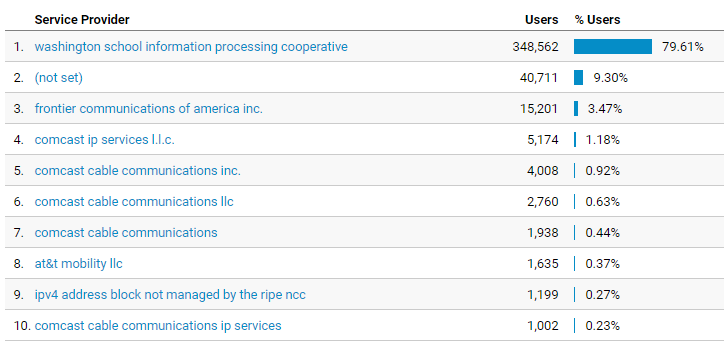 Service Provider Users % Users
1. washington school information processing cooperative 348,562 79.61%
2. (not set) 40,711 9.30%
3. frontier communications of america inc. 15,201 3.47%
4. comcast ip services l.l.c. 5,174 1.18%
5. comcast cable communications inc. 4,008 0.92%
6. comcast cable communications llc 2,760 0.63%
7. comcast cable communications 1,938 0.44%
8. at&t mobility llc 1,635 0.37%
9. ipv4 address block not managed by the ripe ncc 1,199 0.27%
10. comcast cable communications ip services 1,002 0.23%